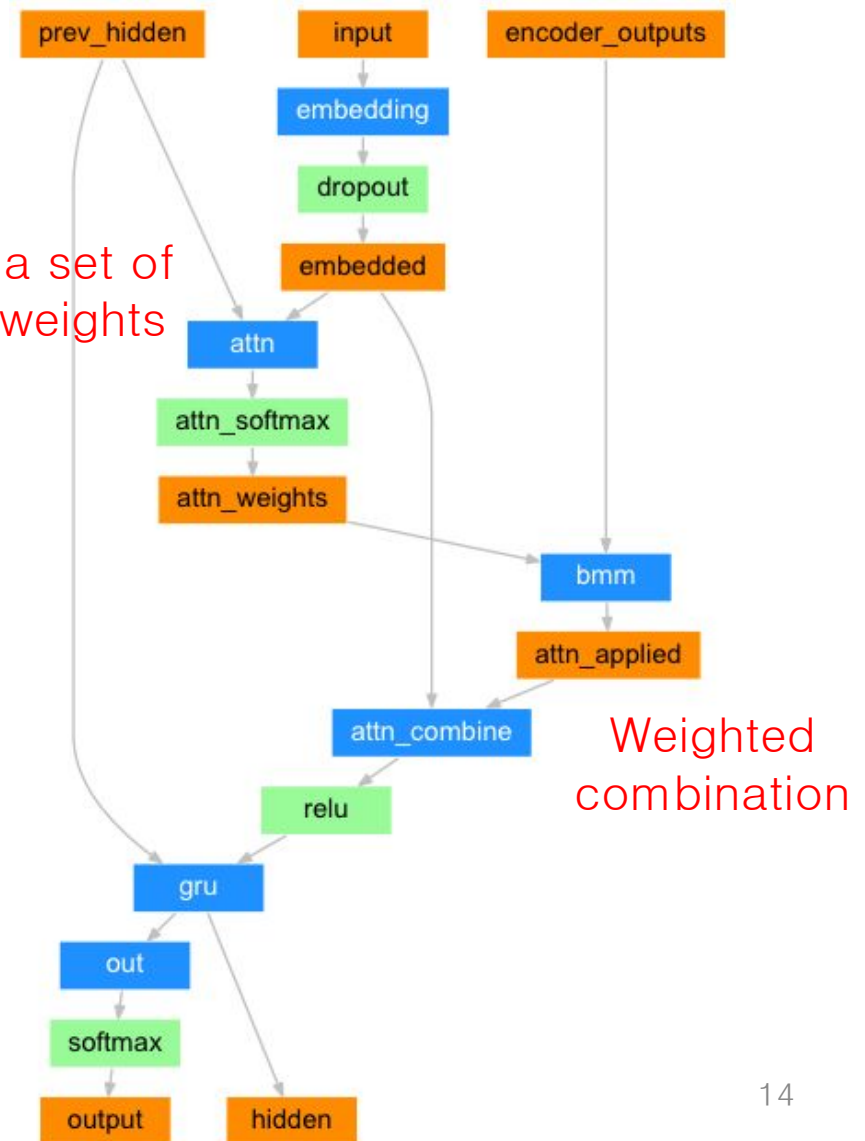 prev_hidden
input
encoder_outputs
embedding
dropout
a set of
weights
embedded
attn
attn_softmax
attn_weights
bmm
attn_applied
attn_combine
Weighted
combination
relu
gru
out
softmax
output
hidden
14